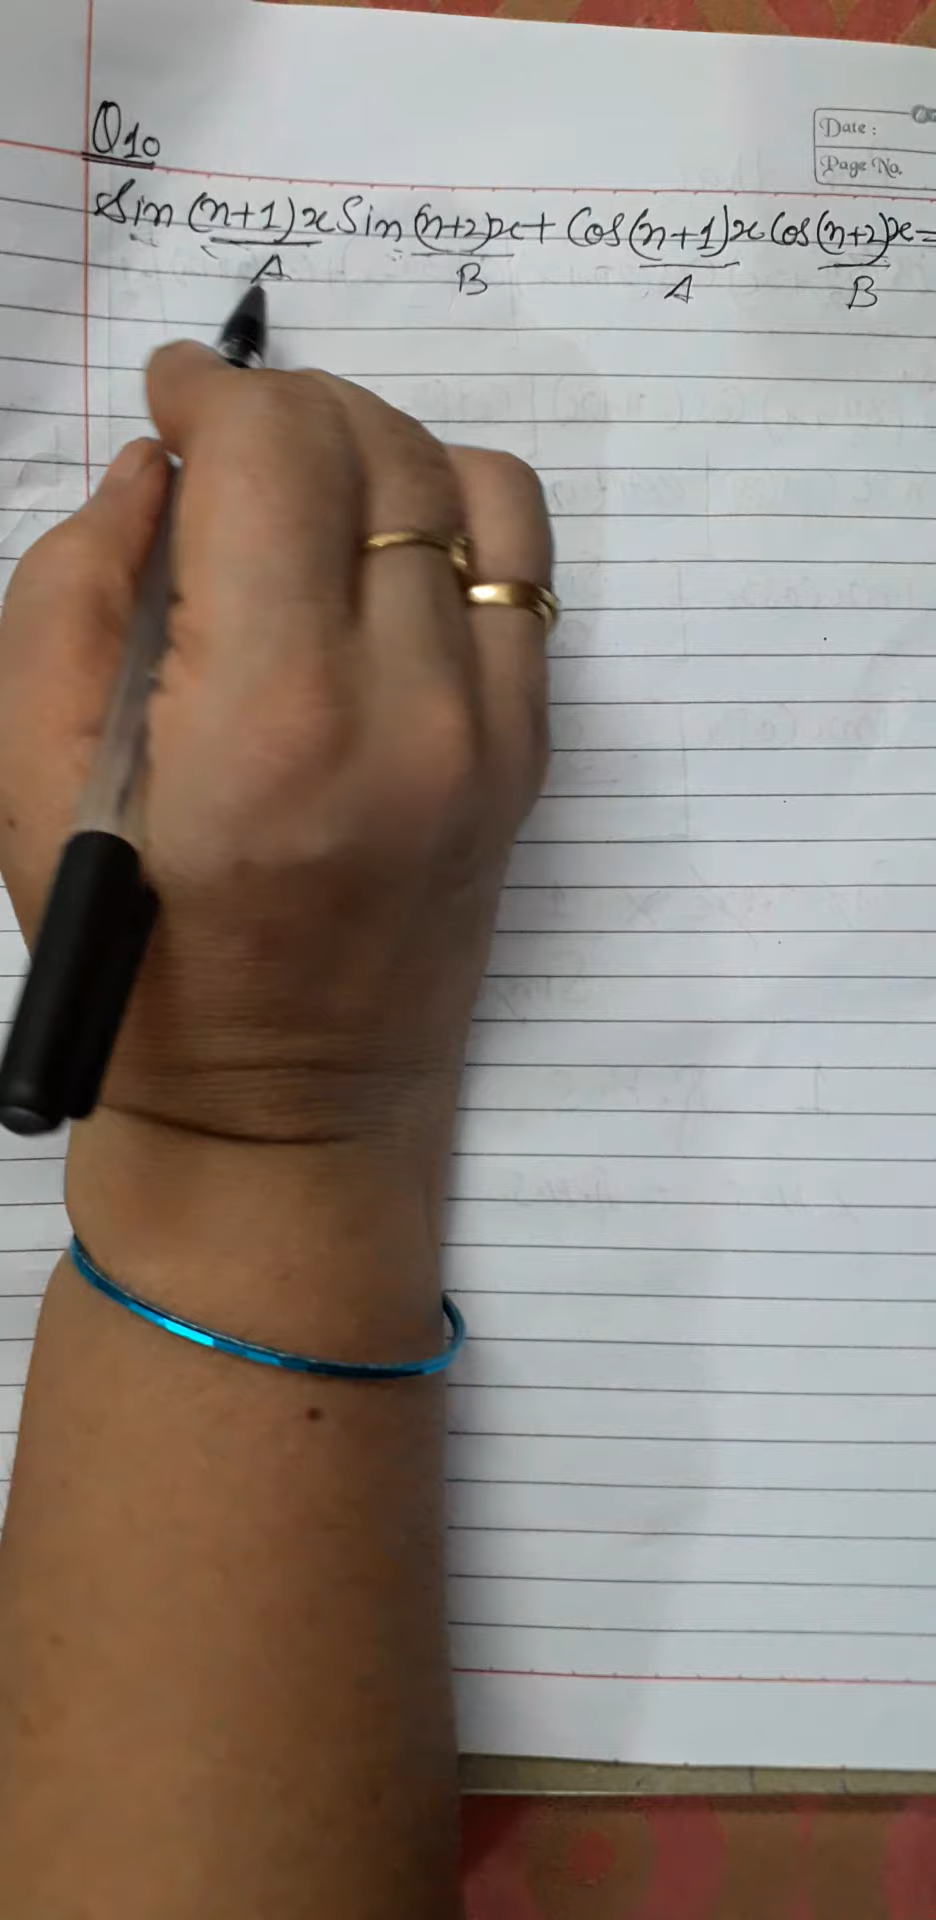 Q10
Date :
Page No.
Sin (n+1)x Sin (n+2)x + Cos (n+1)x Cos (n+2)x =
A B A B